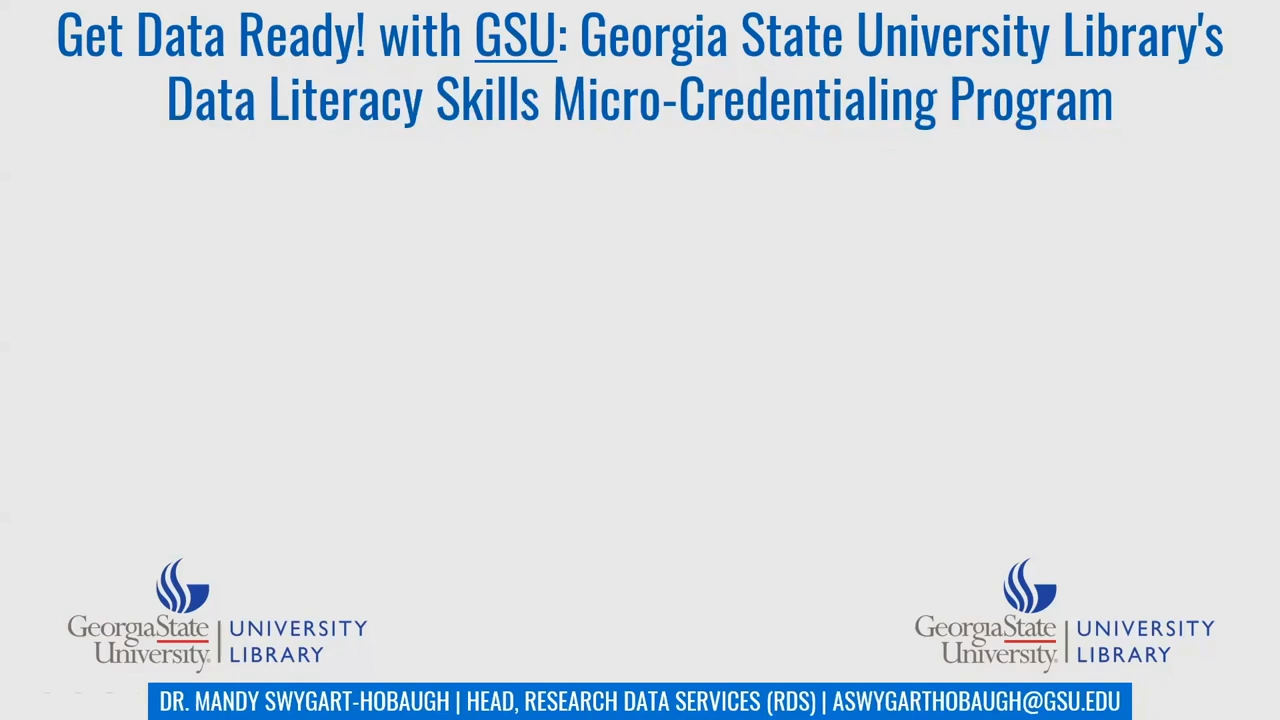 Get Data Ready! with GSU: Georgia State University Library's
Data Literacy Skills Micro-Credentialing Program
GeorgiaState
University.
UNIVERSITY
LIBRARY
GeorgiaState
University.
UNIVERSITY
LIBRARY
DR. MANDY SWYGART-HOBAUGH | HEAD, RESEARCH DATA SERVICES (RDS) | ASWYGARTHOBAUGH@GSU.EDU